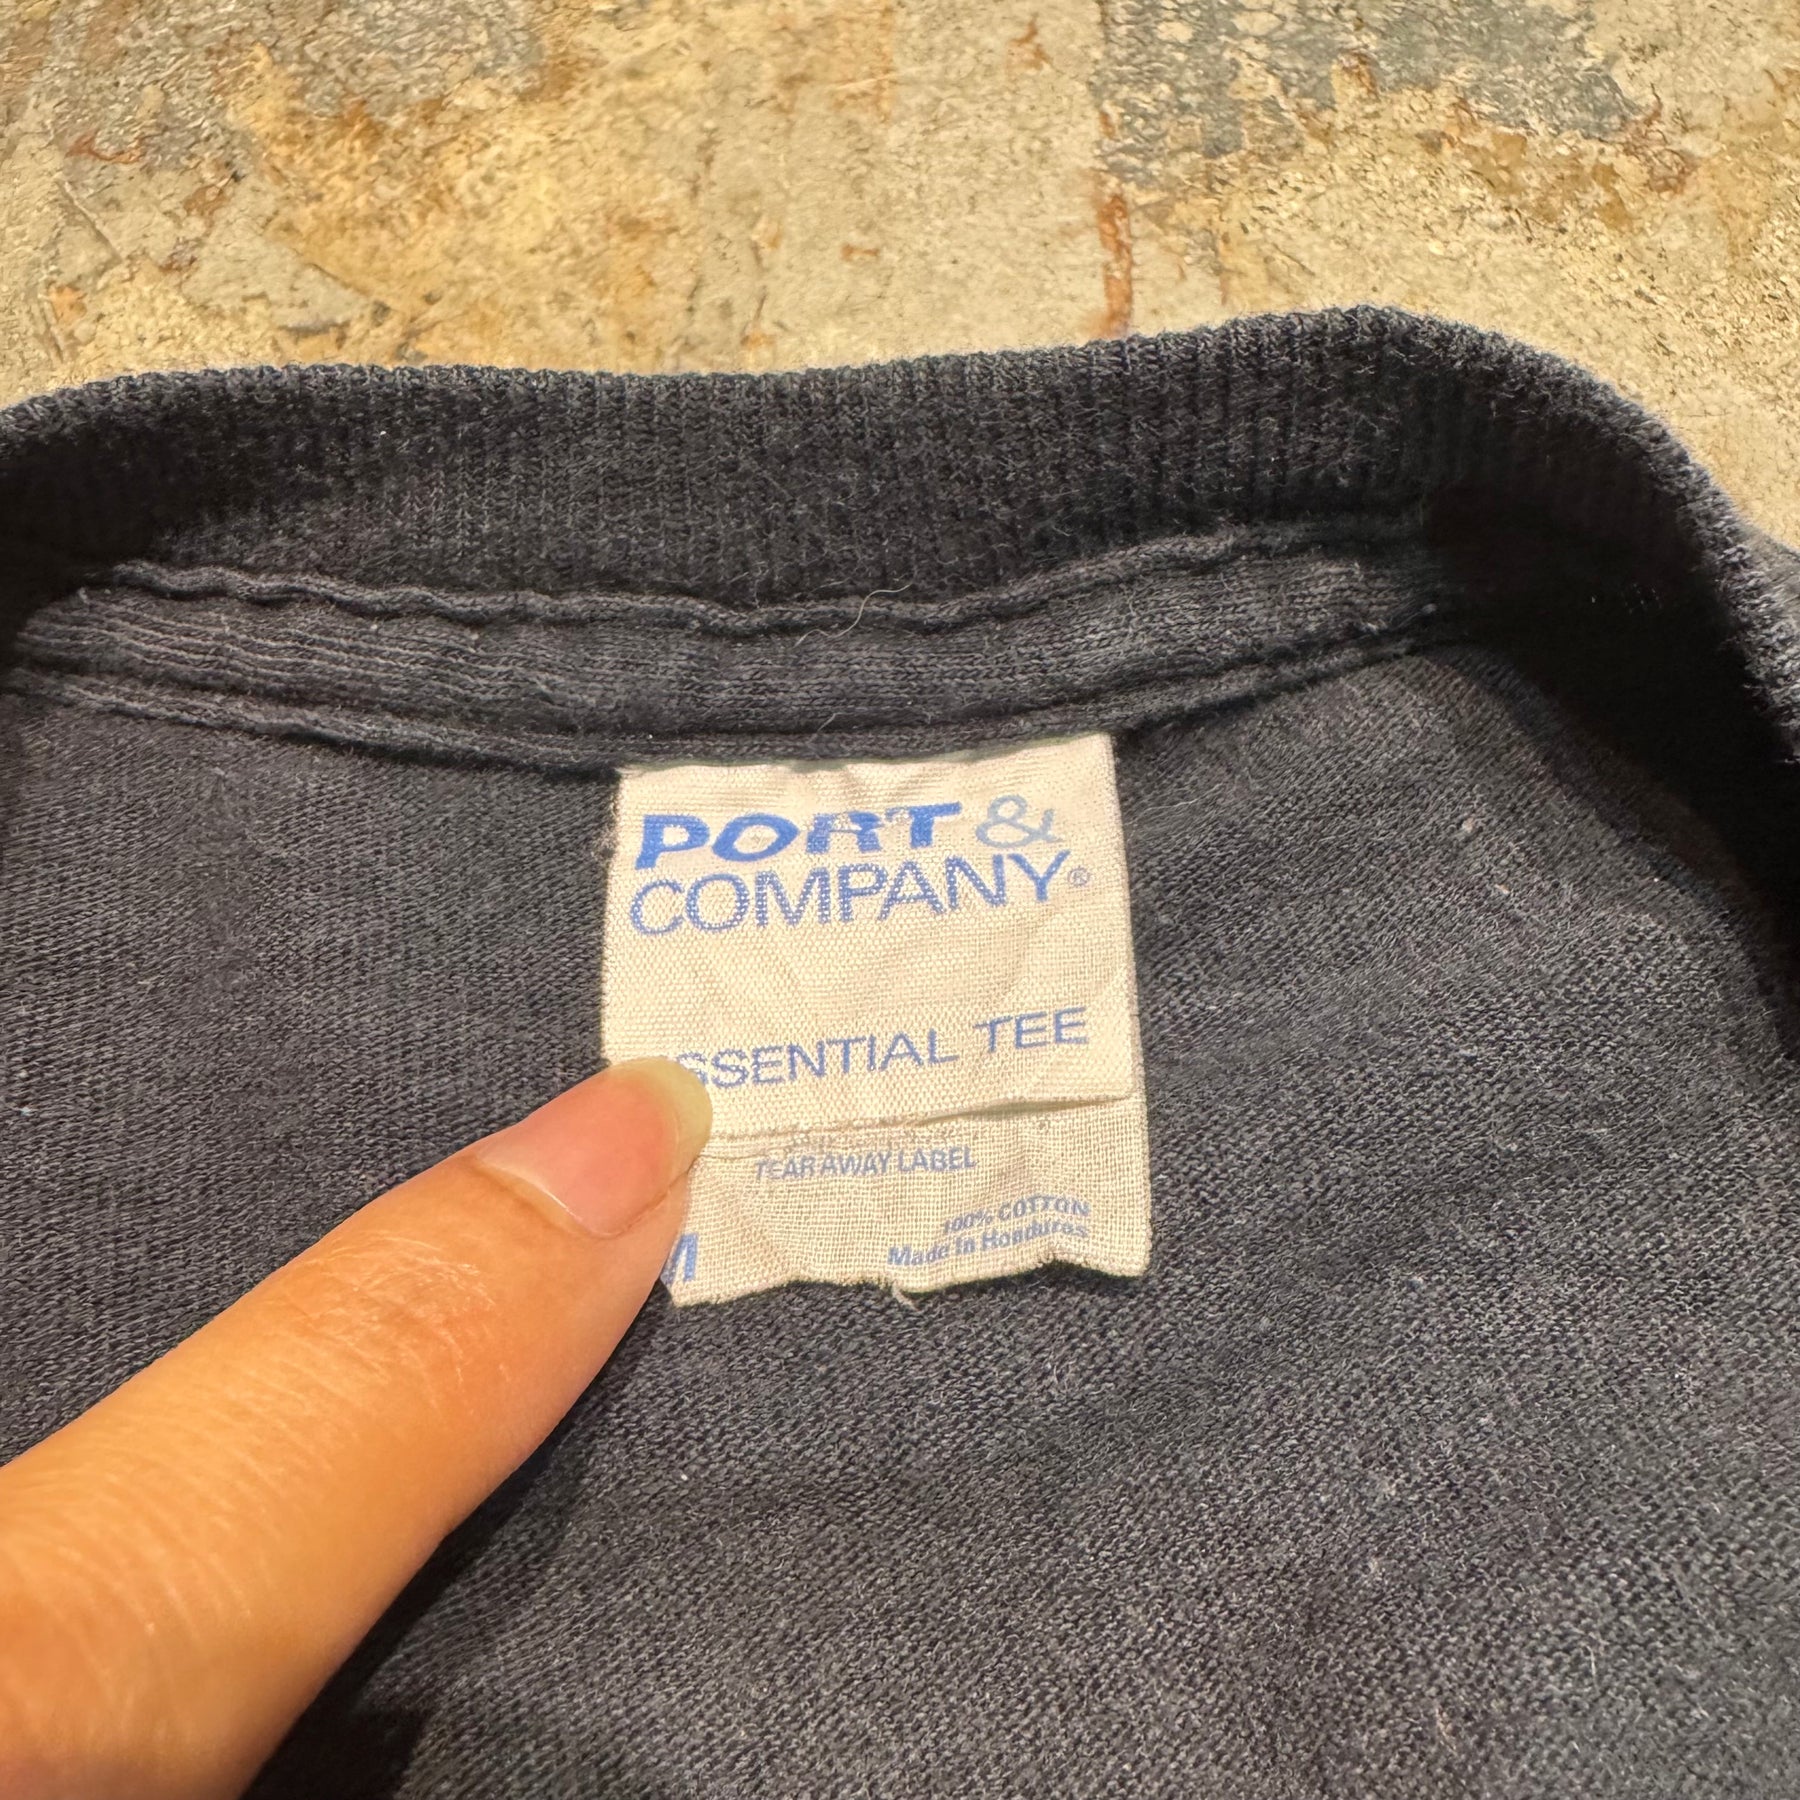 PORT &
COMPANY®
SSENTIAL TEE
TEAR AWAY LABEL
M
100% COTTON
Made In Honduras